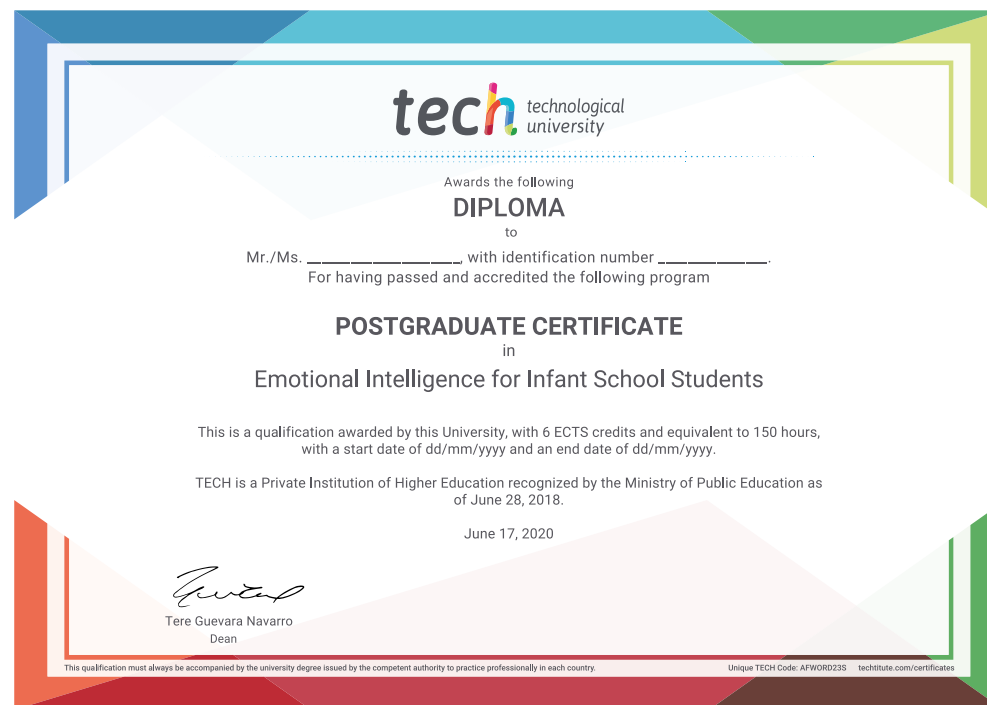 tech technological
university
Awards the following
DIPLOMA
to
Mr./Ms. ____________________, with identification number ______________.
For having passed and accredited the following program
POSTGRADUATE CERTIFICATE
in
Emotional Intelligence for Infant School Students
This is a qualification awarded by this University, with 6 ECTS credits and equivalent to 150 hours,
with a start date of dd/mm/yyyy and an end date of dd/mm/yyyy.
TECH is a Private Institution of Higher Education recognized by the Ministry of Public Education as
of June 28, 2018.
June 17, 2020
Tere Guevara Navarro
Dean
This qualification must always be accompanied by the university degree issued by the competent authority to practice professionally in each country.
Unique TECH Code: AFWORD23S techtitute.com/certificates